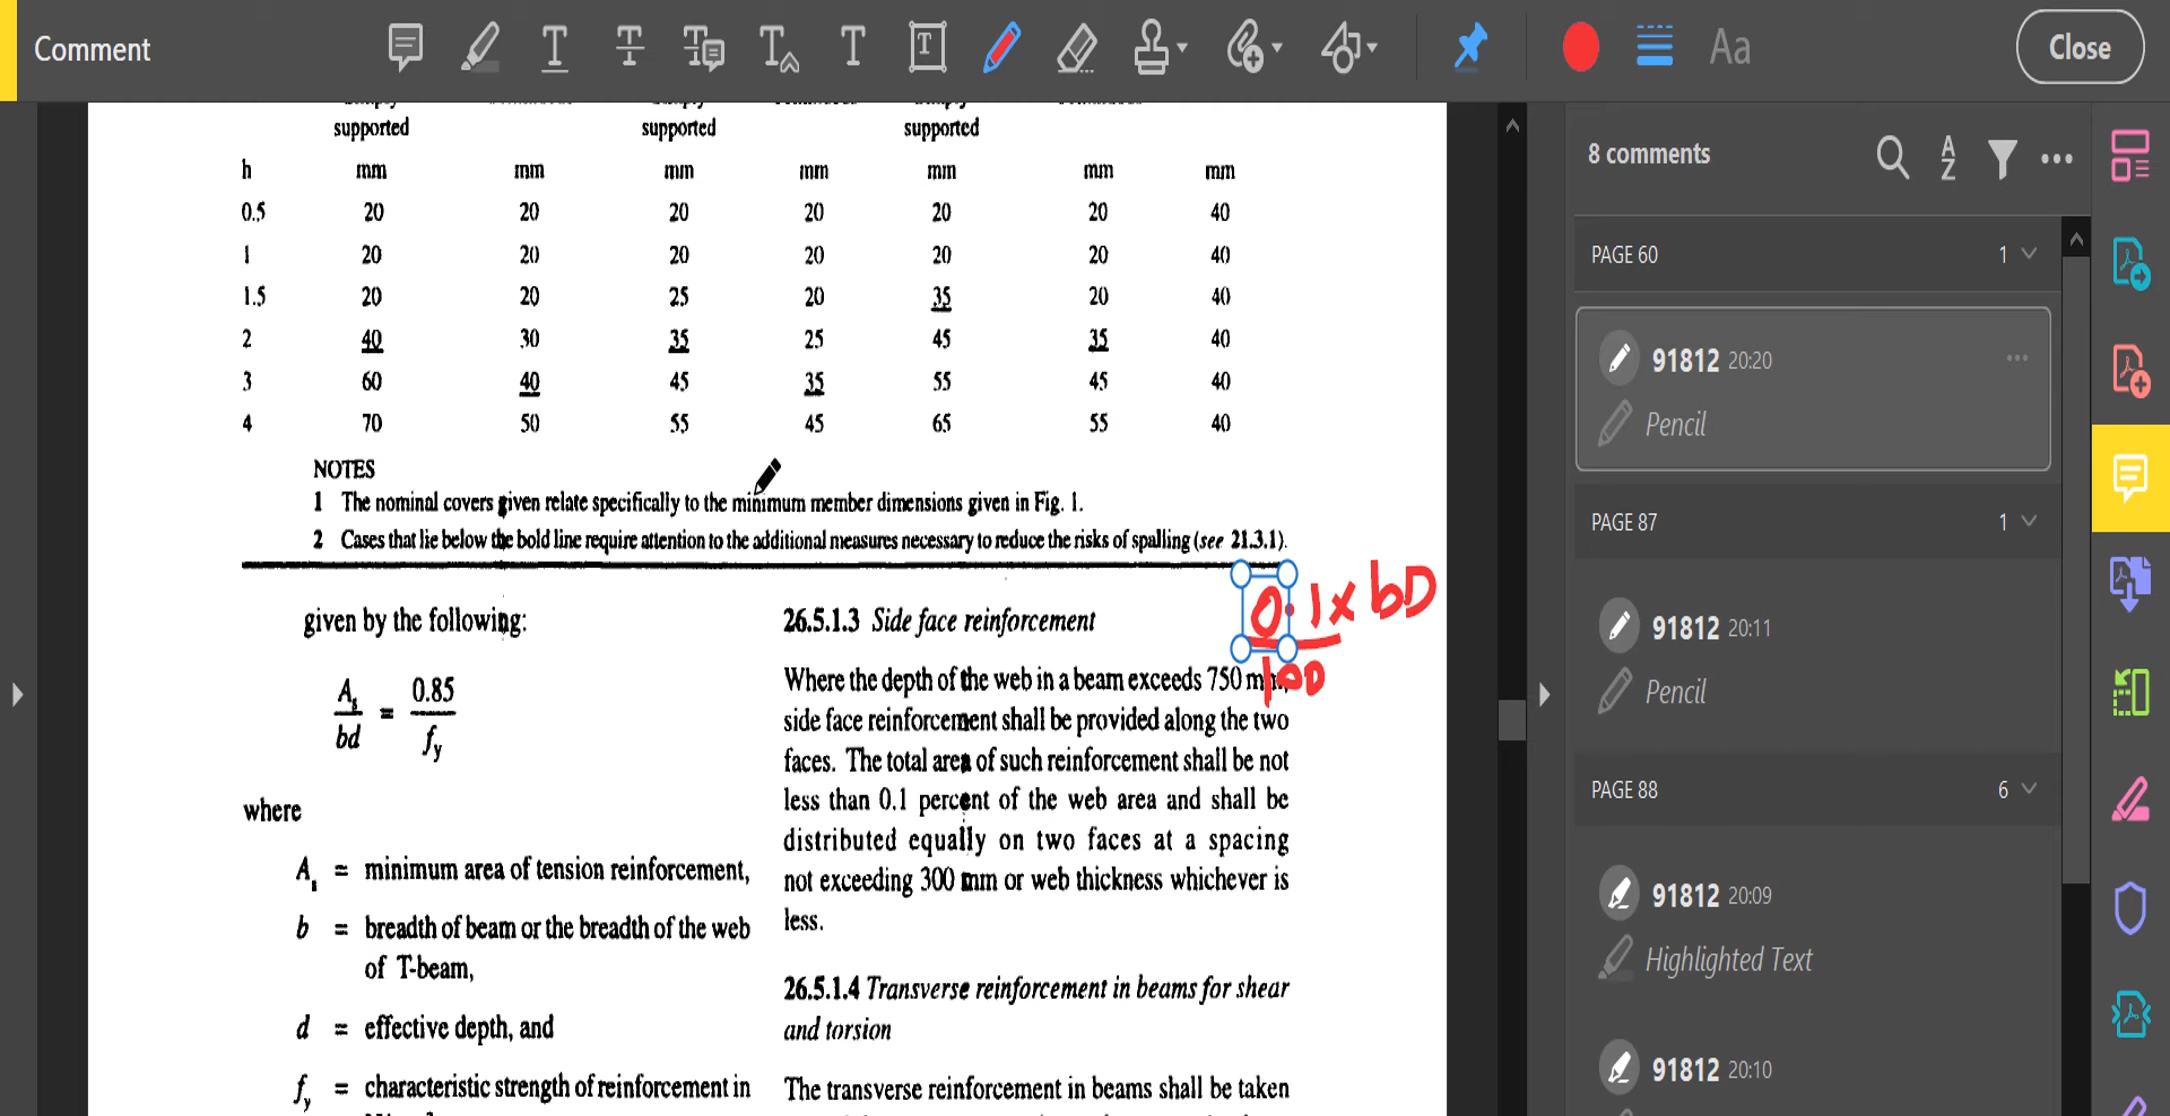 Comment
T T T T T T Aa Close
supported supported supported
h mm mm mm mm mm mm mm
0.5 20 20 20 20 20 20 40
1 20 20 20 20 20 20 40
1.5 20 20 25 20 35 20 40
2 40 30 35 25 45 35 40
3 60 40 45 35 55 45 40
4 70 50 55 45 65 55 40
NOTES
1 The nominal covers given relate specifically to the minimum member dimensions given in Fig. 1.
2 Cases that lie below the bold line require attention to the additional measures necessary to reduce the risks of spalling (see 21.3.1).
given by the following:
As/bd = 0.85/fy
where
As = minimum area of tension reinforcement,
b = breadth of beam or the breadth of the web
of T-beam,
d = effective depth, and
fy = characteristic strength of reinforcement in
0.1 x bD
100
26.5.1.3 Side face reinforcement
Where the depth of the web in a beam exceeds 750 mm,
side face reinforcement shall be provided along the two
faces. The total area of such reinforcement shall be not
less than 0.1 percent of the web area and shall be
distributed equally on two faces at a spacing
not exceeding 300 mm or web thickness whichever is
less.
26.5.1.4 Transverse reinforcement in beams for shear
and torsion
The transverse reinforcement in beams shall be taken
8 comments
A
Z
PAGE 60 1
91812 20:20
Pencil
PAGE 87 1
91812 20:11
Pencil
PAGE 88 6
91812 20:09
Highlighted Text
91812 20:10